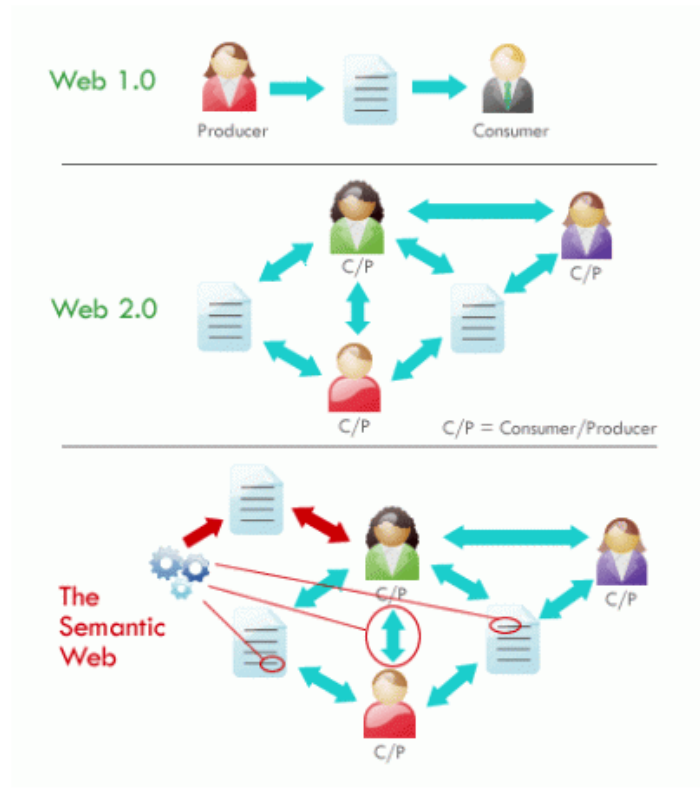 Web 1.0
Producer
Consumer
C/P
C/P
Web 2.0
C/P
C/P = Consumer/Producer
C/P
C/P
The
Semantic
Web
C/P